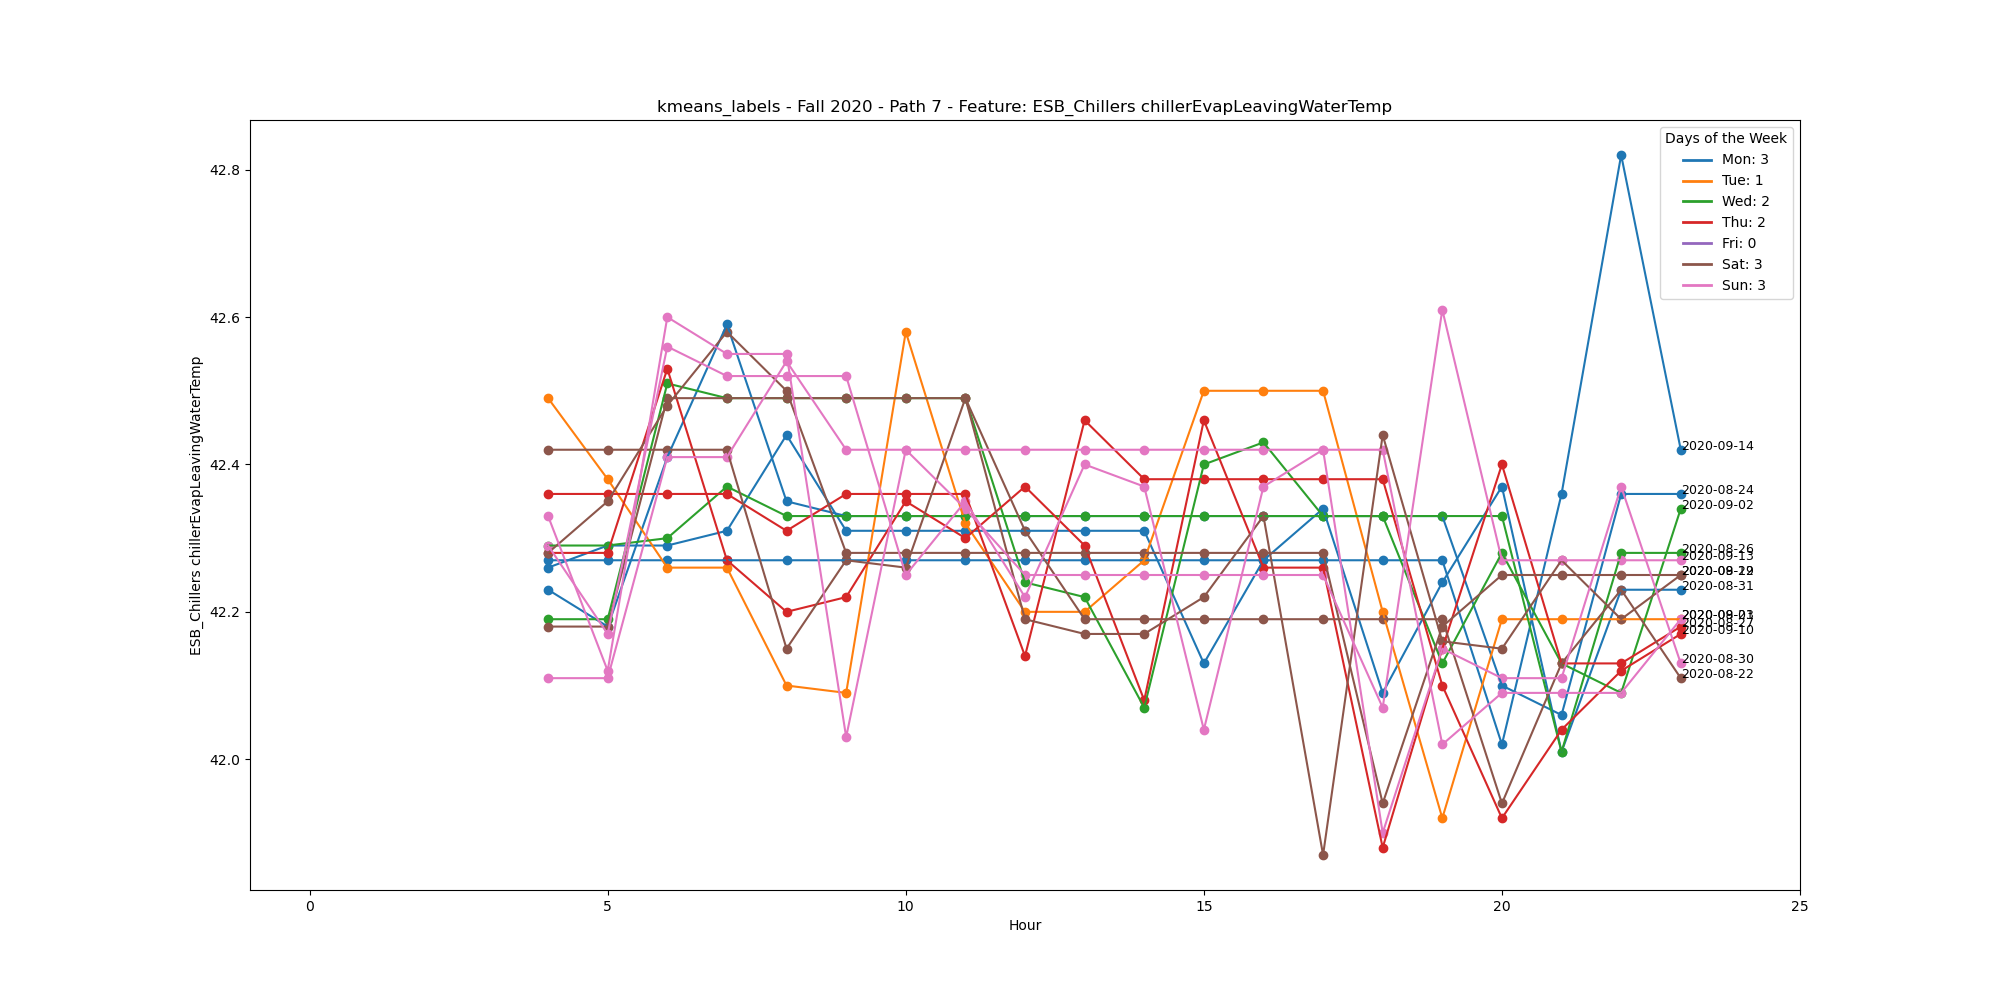 kmeans_labels - Fall 2020 - Path 7 - Feature: ESB_Chillers chillerEvapLeavingWaterTemp
ESB_Chillers chillerEvapLeavingWaterTemp
42.8
42.6
42.4
42.2
42.0
Days of the Week
Mon: 3
Tue: 1
Wed: 2
Thu: 2
Fri: 0
Sat: 3
Sun: 3
2020-09-14
2020-08-24
2020-09-02
2020-08-26
2020-09-13
2020-08-31
2020-08-27
2020-09-10
2020-08-30
2020-08-22
0
5
10
15
20
25
Hour